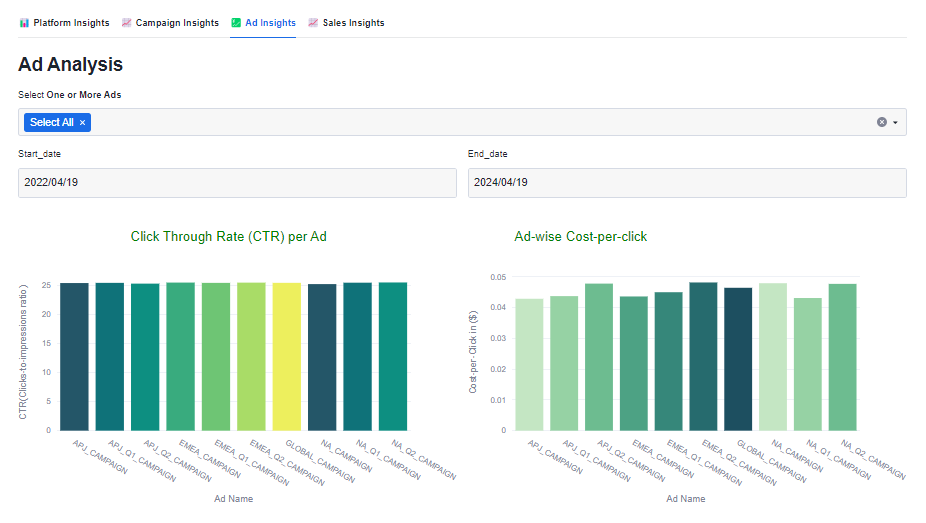 Platform Insights Campaign Insights Ad Insights Sales Insights
Ad Analysis
Select One or More Ads
Select All ×
Start_date End_date
2022/04/19 2024/04/19
Click Through Rate (CTR) per Ad
CTR(Clicks-to-impressions ratio )
25
20
15
10
5
0
APJ_CAMPAIGN
APJ_Q1_CAMPAIGN
APJ_Q2_CAMPAIGN
EMEA_CAMPAIGN
EMEA_Q1_CAMPAIGN
EMEA_Q2_CAMPAIGN
GLOBAL_CAMPAIGN
NA_CAMPAIGN
NA_Q1_CAMPAIGN
NA_Q2_CAMPAIGN
Ad Name
Ad-wise Cost-per-click
Cost-per-Click in ($)
0.05
0.04
0.03
0.02
0.01
0
APJ_CAMPAIGN
APJ_Q1_CAMPAIGN
APJ_Q2_CAMPAIGN
EMEA_CAMPAIGN
EMEA_Q1_CAMPAIGN
EMEA_Q2_CAMPAIGN
GLOBAL_CAMPAIGN
NA_CAMPAIGN
NA_Q1_CAMPAIGN
NA_Q2_CAMPAIGN
Ad Name